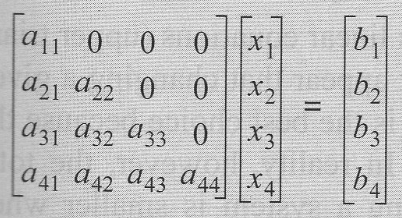 a₁₁ 0 0 0 x₁ b₁
a₂₁ a₂₂ 0 0 x₂ = b₂
a₃₁ a₃₂ a₃₃ 0 x₃ b₃
a₄₁ a₄₂ a₄₃ a₄₄ x₄ b₄